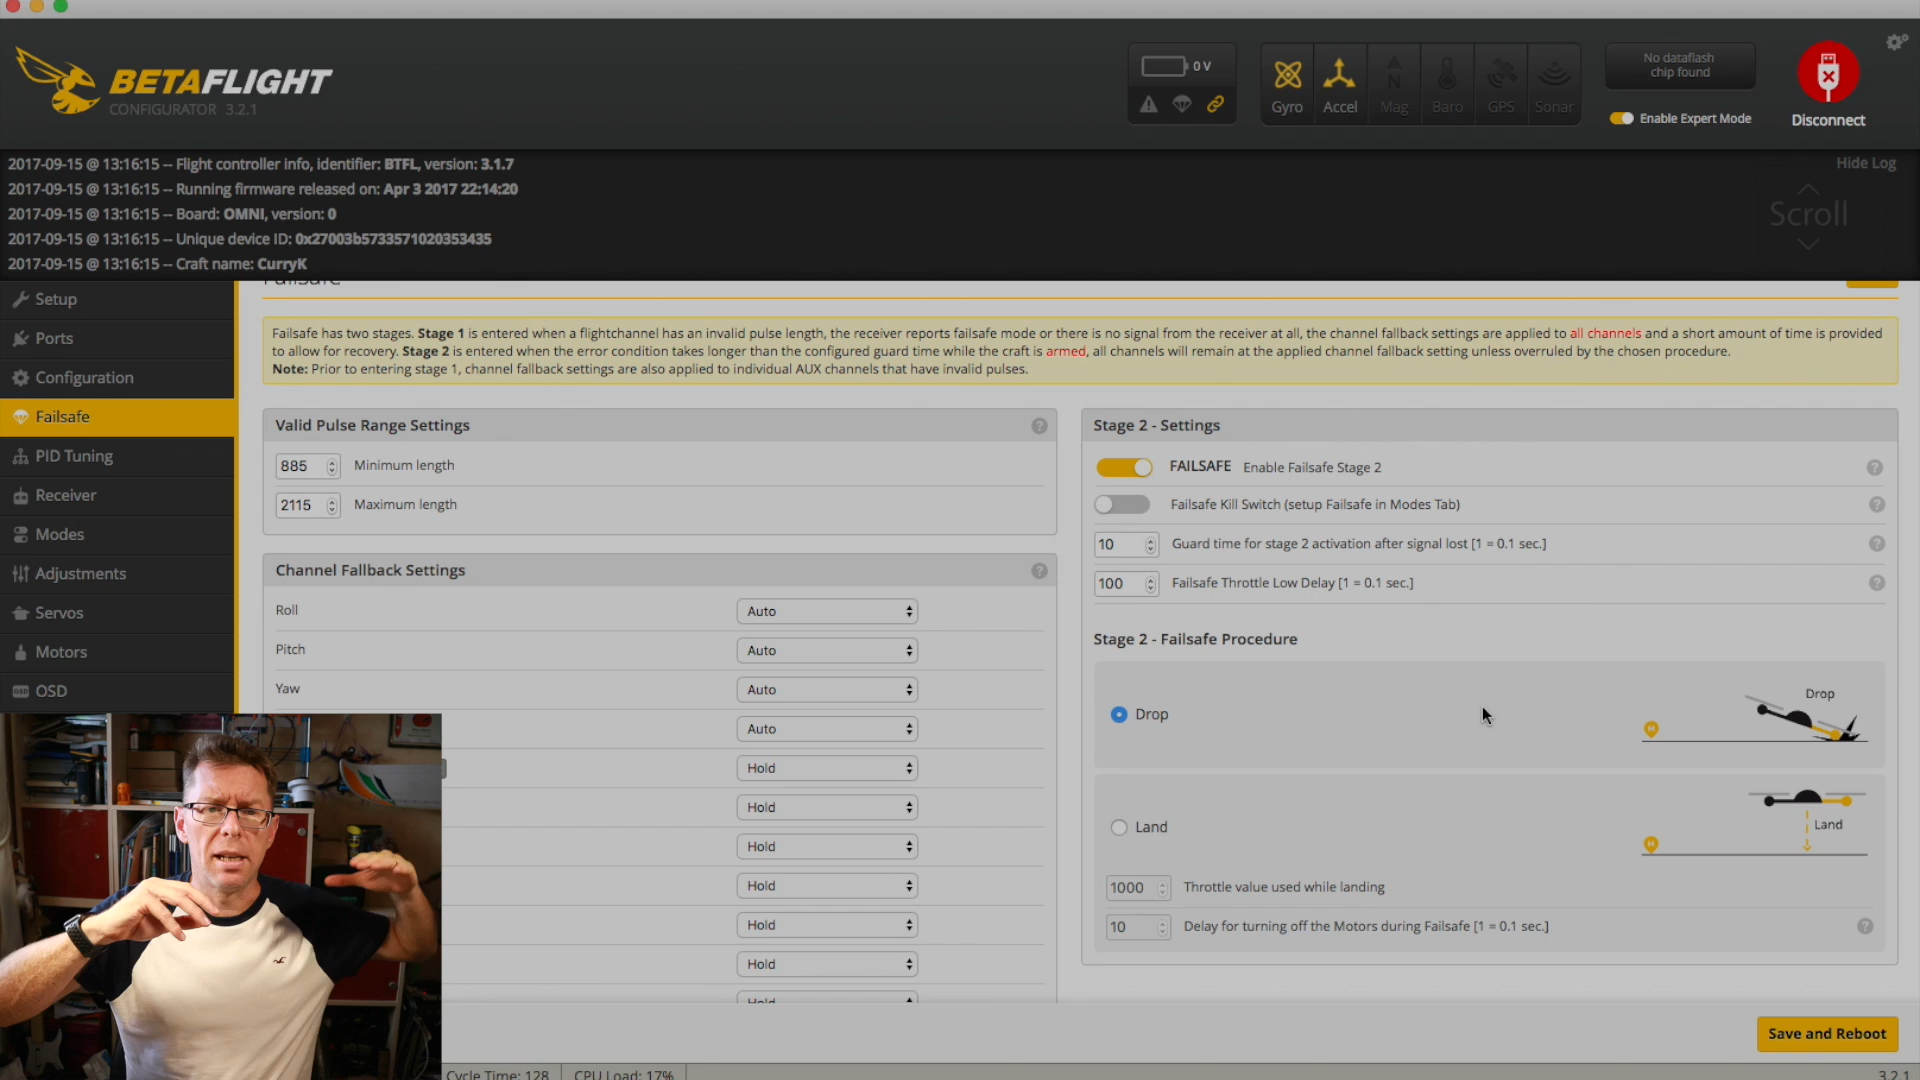 BETAFLIGHT
CONFIGURATOR 3.2.1
0 V
Gyro
Accel
Mag
Baro
GPS
Sonar
No dataflash
chip found
Enable Expert Mode
Disconnect
2017-09-15 @ 13:16:15 -- Flight controller info, identifier: BTFL, version: 3.1.7
2017-09-15 @ 13:16:15 -- Running firmware released on: Apr 3 2017 22:14:20
2017-09-15 @ 13:16:15 -- Board: OMNI, version: 0
2017-09-15 @ 13:16:15 -- Unique device ID: 0x27003b5733571020353435
2017-09-15 @ 13:16:15 -- Craft name: CurryK
Hide Log
Scroll
Setup
Ports
Configuration
Failsafe
PID Tuning
Receiver
Modes
Adjustments
Servos
Motors
OSD
Failsafe
Failsafe has two stages. Stage 1 is entered when a flightchannel has an invalid pulse length, the receiver reports failsafe mode or there is no signal from the receiver at all, the channel fallback settings are applied to all channels and a short amount of time is provided
to allow for recovery. Stage 2 is entered when the error condition takes longer than the configured guard time while the craft is armed, all channels will remain at the applied channel fallback setting unless overruled by the chosen procedure.
Note: Prior to entering stage 1, channel fallback settings are also applied to individual AUX channels that have invalid pulses.
Valid Pulse Range Settings
885 Minimum length
2115 Maximum length
Channel Fallback Settings
Roll Auto
Pitch Auto
Yaw Auto
Auto
Hold
Hold
Hold
Hold
Hold
Hold
Hold
Stage 2 - Settings
FAILSAFE Enable Failsafe Stage 2
Failsafe Kill Switch (setup Failsafe in Modes Tab)
10 Guard time for stage 2 activation after signal lost [1 = 0.1 sec.]
100 Failsafe Throttle Low Delay [1 = 0.1 sec.]
Stage 2 - Failsafe Procedure
Drop
Drop
Land
Land
1000 Throttle value used while landing
10 Delay for turning off the Motors during Failsafe [1 = 0.1 sec.]
Save and Reboot
Cycle Time: 128 CPU Load: 17%
3.2.1